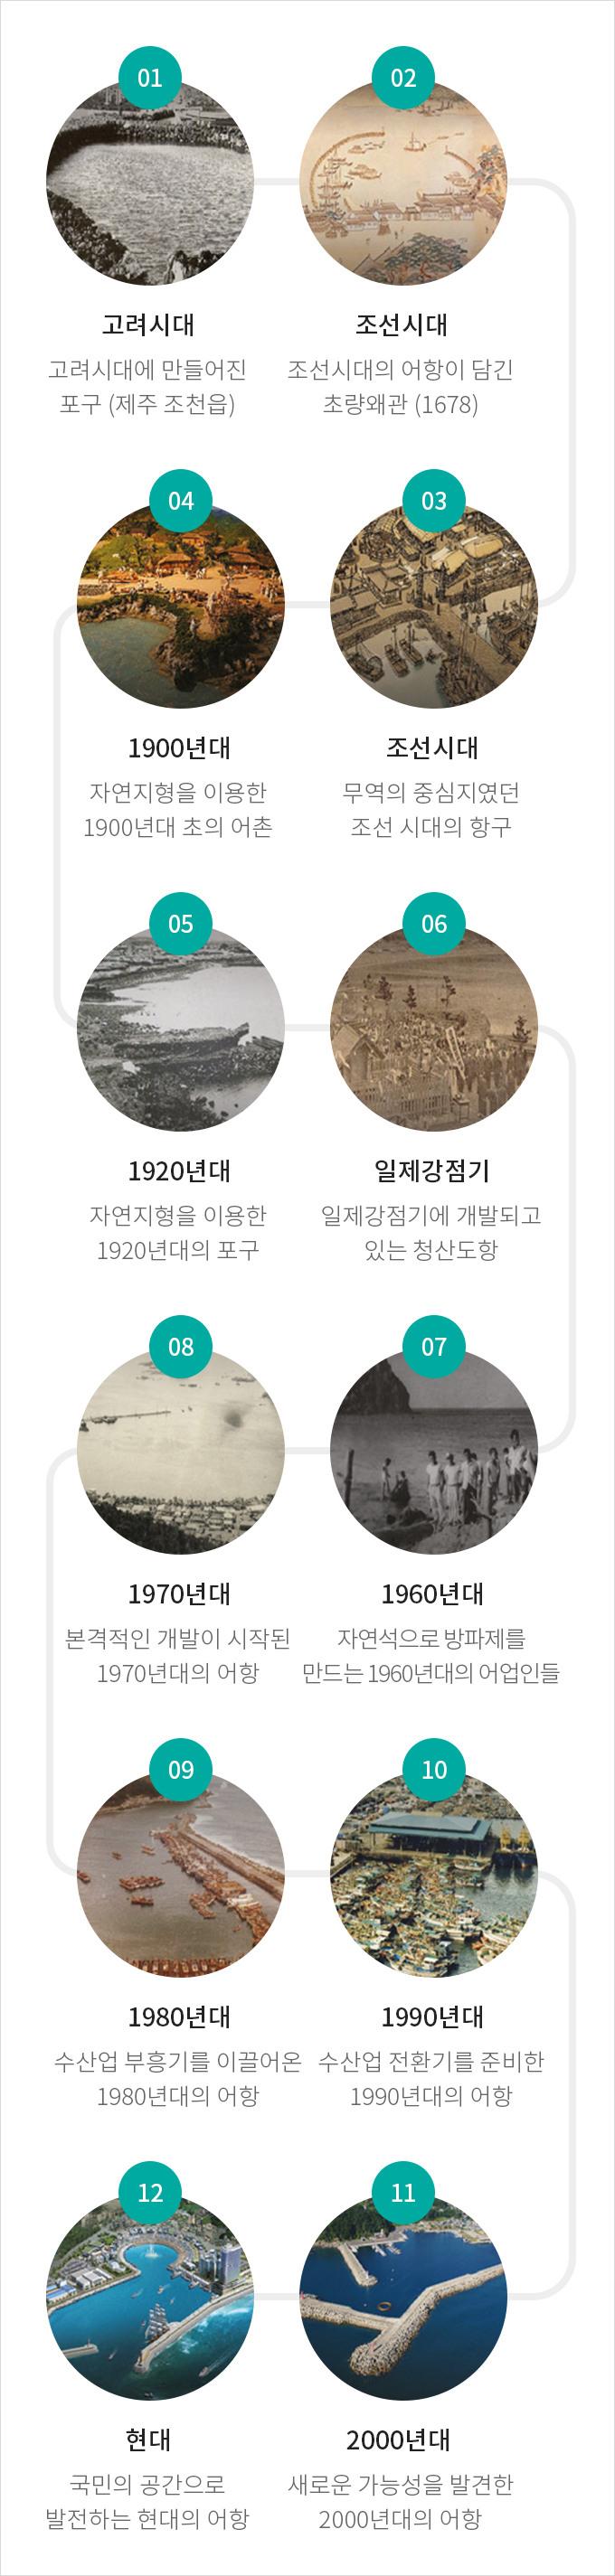 01
고려시대
고려시대에 만들어진
포구 (제주 조천읍)
02
조선시대
조선시대의 어항이 담긴
초량왜관 (1678)
03
조선시대
무역의 중심지였던
조선 시대의 항구
04
1900년대
자연지형을 이용한
1900년대 초의 어촌
05
1920년대
자연지형을 이용한
1920년대의 포구
06
일제강점기
일제강점기에 개발되고
있는 청산도항
07
1960년대
자연석으로 방파제를
만드는 1960년대의 어업인들
08
1970년대
본격적인 개발이 시작된
1970년대의 어항
09
1980년대
수산업 부흥기를 이끌어온
1980년대의 어항
10
1990년대
수산업 전환기를 준비한
1990년대의 어항
11
2000년대
새로운 가능성을 발견한
2000년대의 어항
12
현대
국민의 공간으로
발전하는 현대의 어항